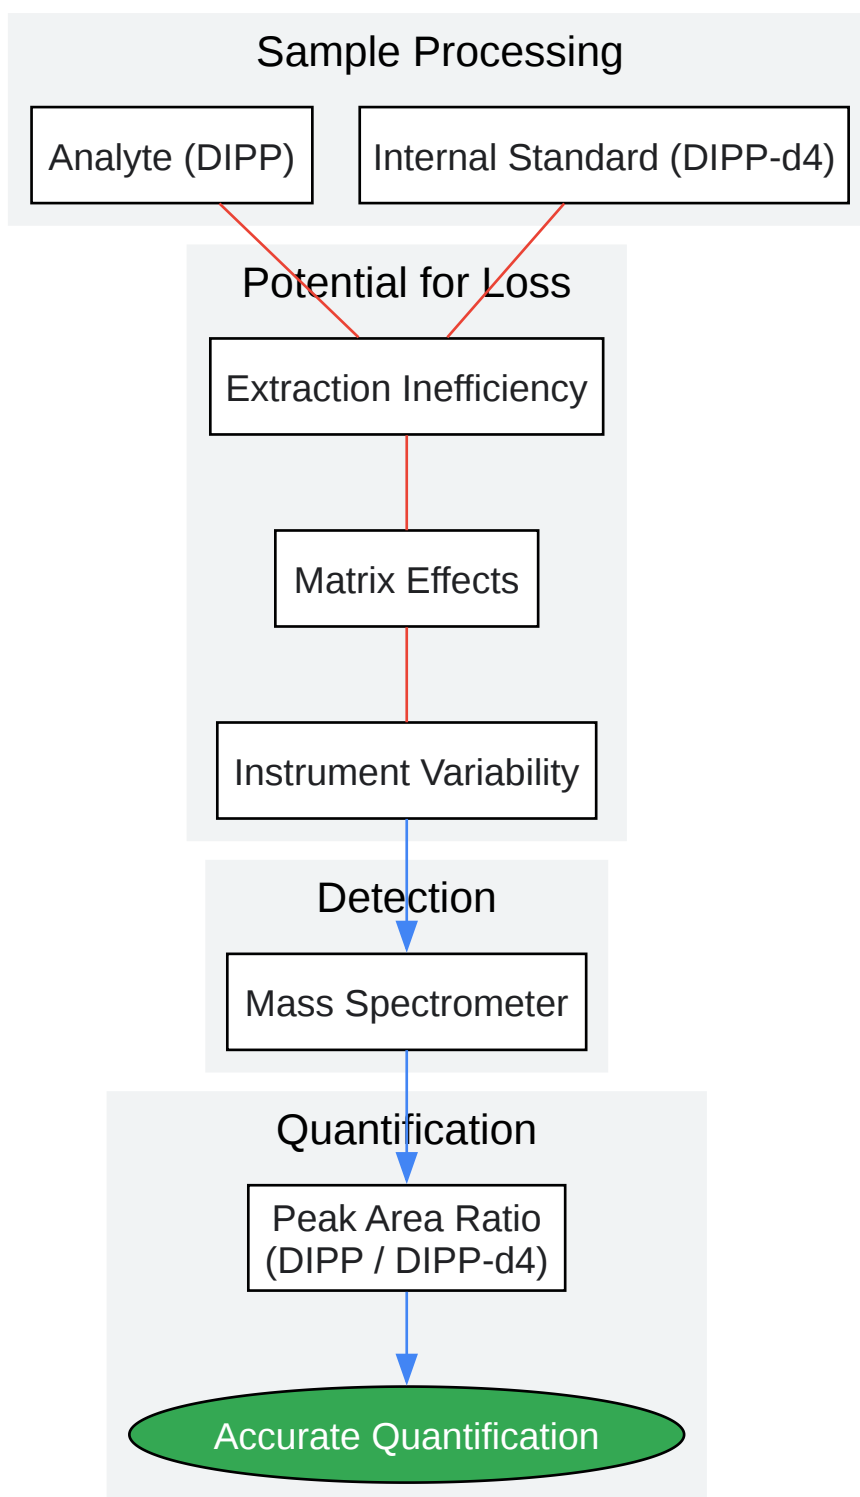 Sample Processing
Analyte (DIPP)
Internal Standard (DIPP-d4)
Potential for Loss
Extraction Inefficiency
Matrix Effects
Instrument Variability
Detection
Mass Spectrometer
Quantification
Peak Area Ratio
(DIPP / DIPP-d4)
Accurate Quantification